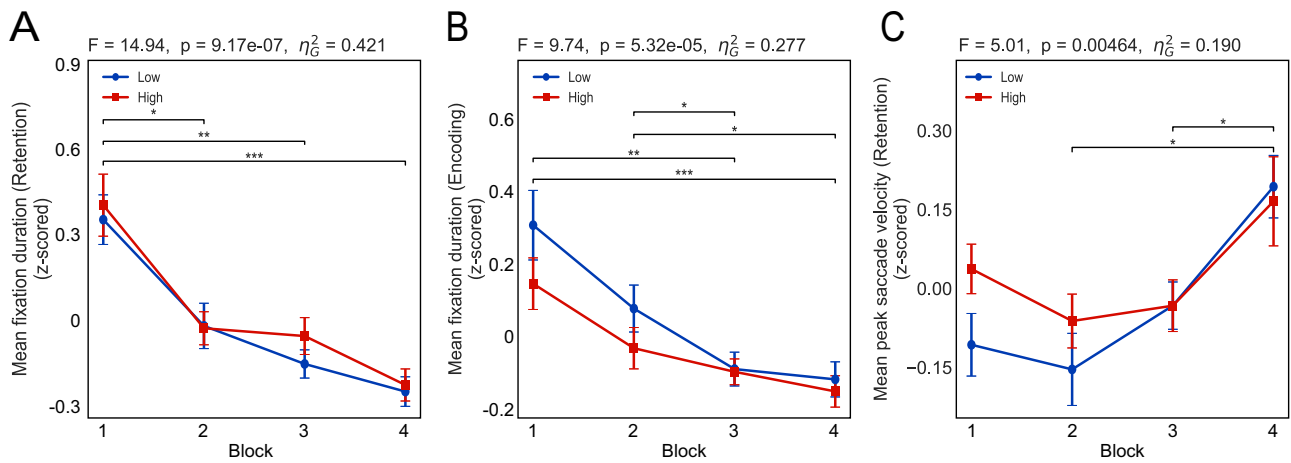 A
F = 14.94, p = 9.17e-07, η²G = 0.421
Mean fixation duration (Retention)
(z-scored)
0.9
0.6
0.3
0
-0.3
Low
High
*
**
***
1 2 3 4
Block
B
F = 9.74, p = 5.32e-05, η²G = 0.277
Mean fixation duration (Encoding)
(z-scored)
0.6
0.4
0.2
0
-0.2
Low
High
*
*
**
***
1 2 3 4
Block
C
F = 5.01, p = 0.00464, η²G = 0.190
Mean peak saccade velocity (Retention)
(z-scored)
0.30
0.15
0.00
−0.15
Low
High
*
*
1 2 3 4
Block